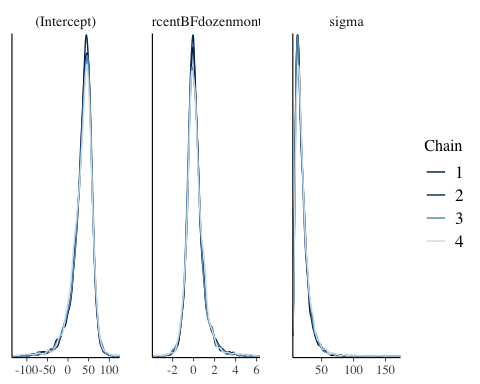 (Intercept)
rcentBFdozenmont
sigma
Chain
1
2
3
4
-100-50 0 50 100
-2 0 2 4 6
50 100 150